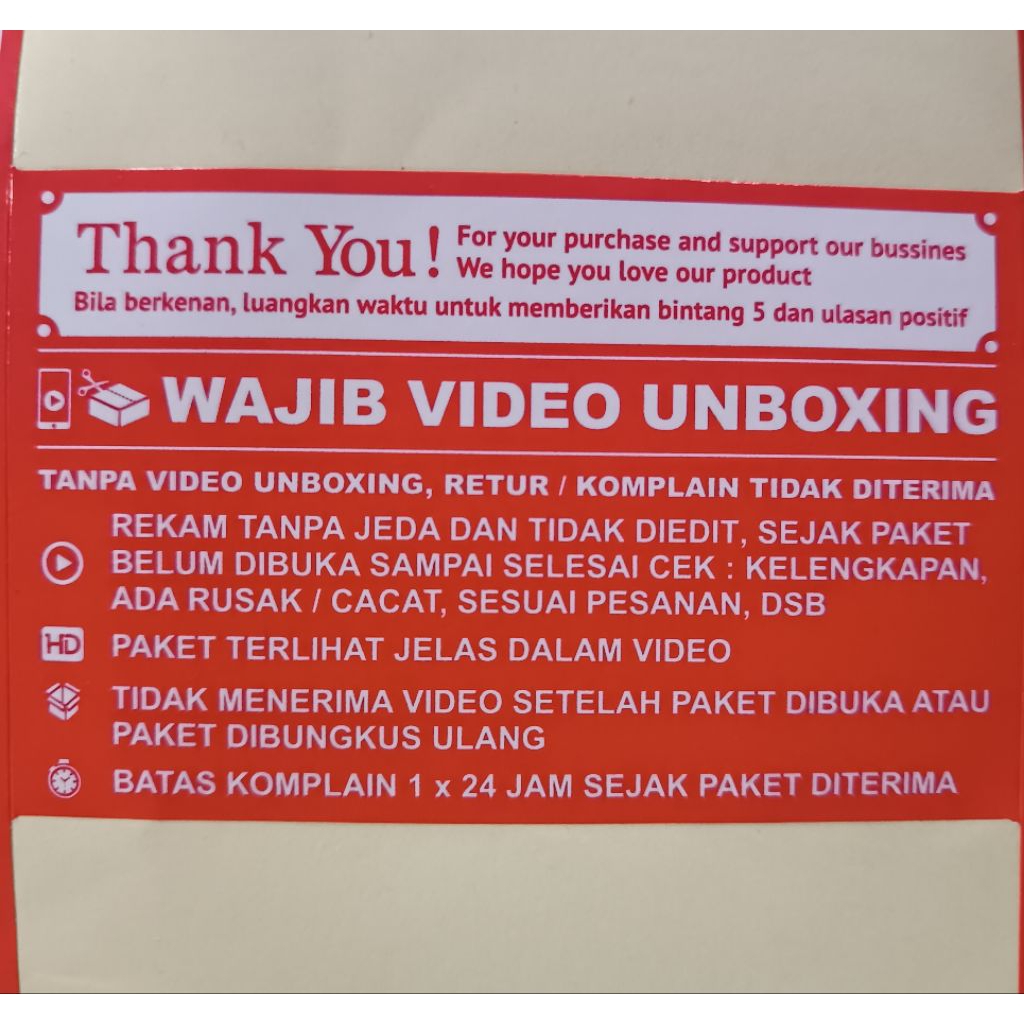 Thank You!
For your purchase and support our bussines
We hope you love our product
Bila berkenan, luangkan waktu untuk memberikan bintang 5 dan ulasan positif
WAJIB VIDEO UNBOXING
TANPA VIDEO UNBOXING, RETUR / KOMPLAIN TIDAK DITERIMA
REKAM TANPA JEDA DAN TIDAK DIEDIT, SEJAK PAKET
BELUM DIBUKA SAMPAI SELESAI CEK : KELENGKAPAN,
ADA RUSAK / CACAT, SESUAI PESANAN, DSB
HD PAKET TERLIHAT JELAS DALAM VIDEO
TIDAK MENERIMA VIDEO SETELAH PAKET DIBUKA ATAU
PAKET DIBUNGKUS ULANG
BATAS KOMPLAIN 1 x 24 JAM SEJAK PAKET DITERIMA